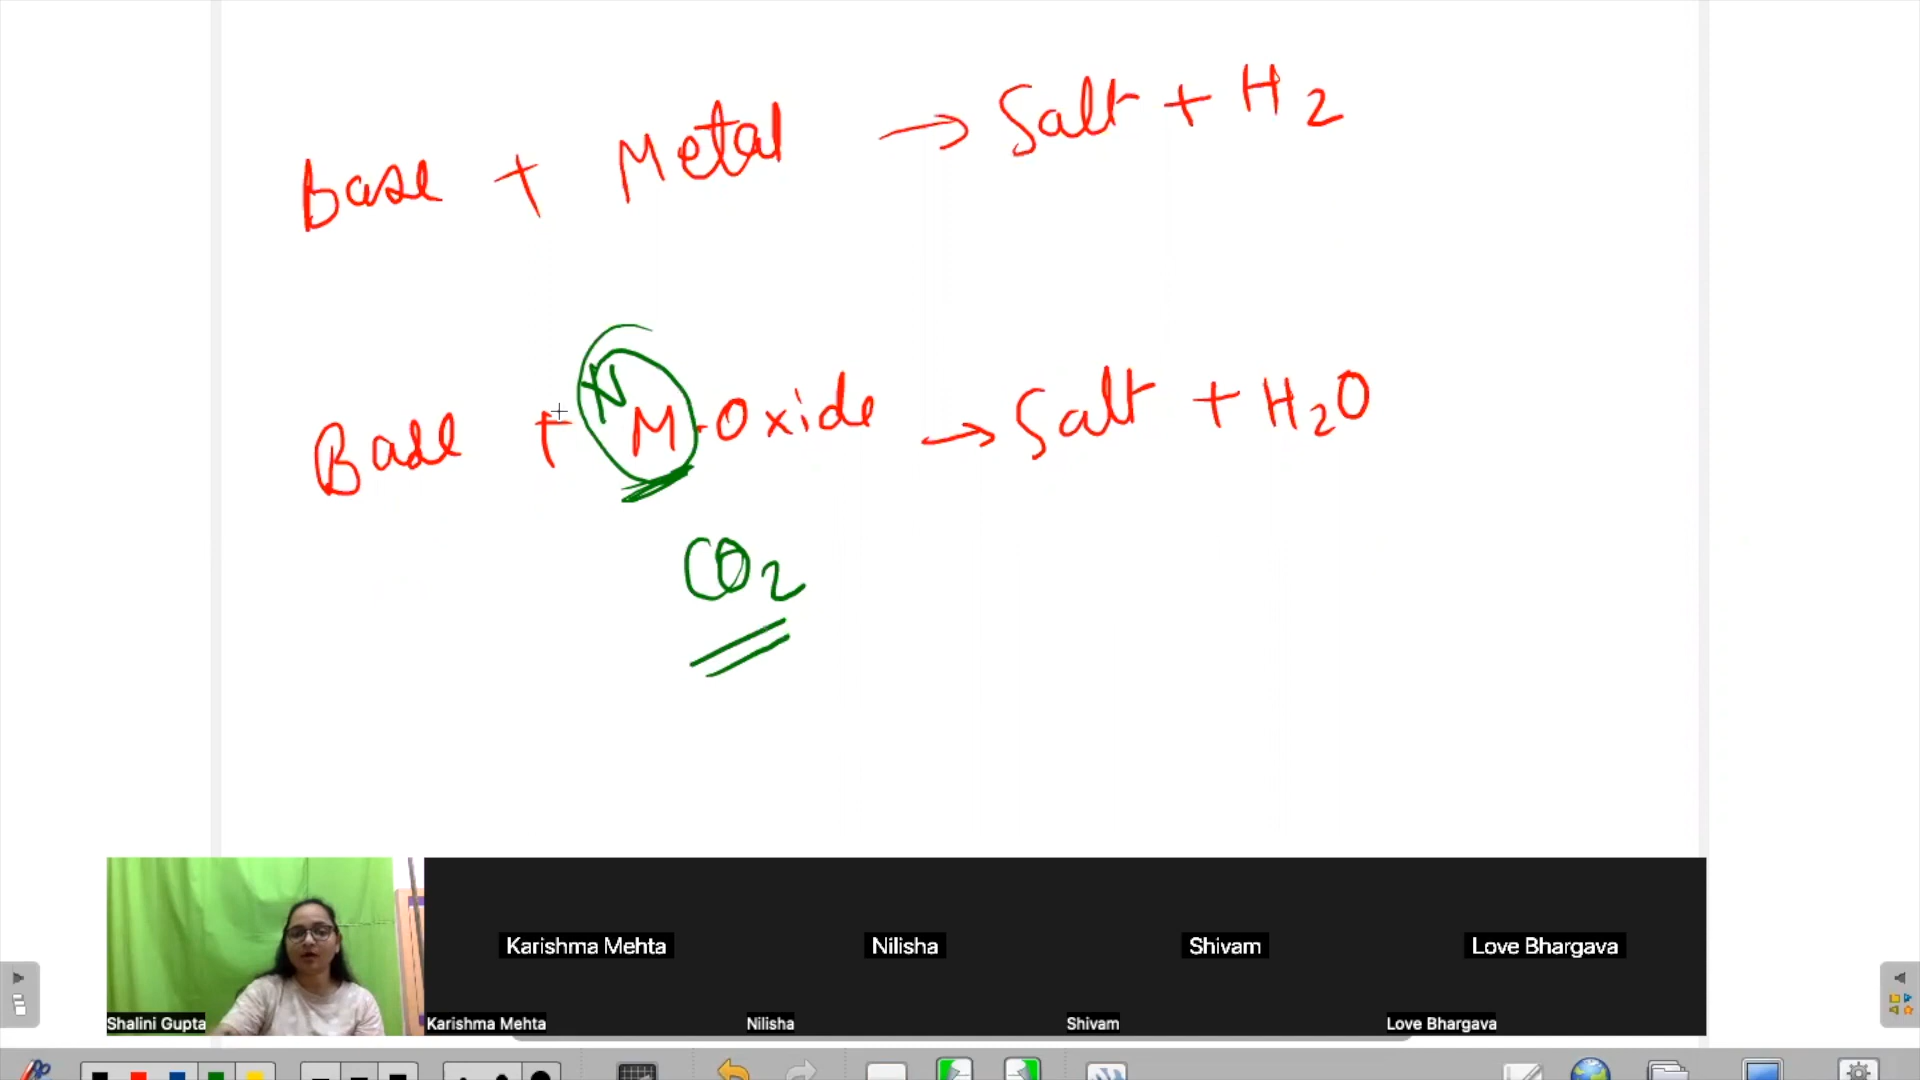 Base + Metal → Salt + H2
Base + NM.Oxide → Salt + H2O
CO2
Karishma Mehta
Nilisha
Shivam
Love Bhargava
Shalini Gupta
Karishma Mehta
Nilisha
Shivam
Love Bhargava